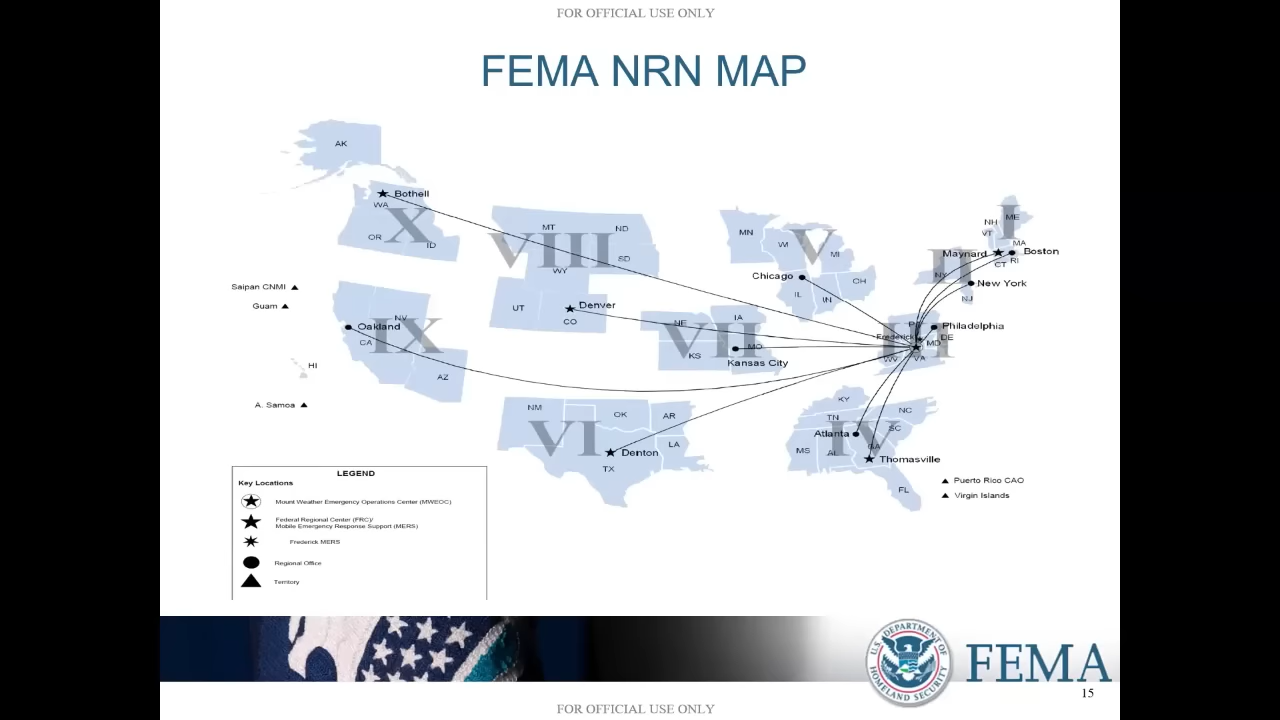 FOR OFFICIAL USE ONLY
FEMA NRN MAP
AK
Bothell
WA
X
OR
ID
MT
ND
VIII
SD
WY
UT
Denver
CO
MN
WI
V
MI
Chicago
IL
IN
OH
I
ME
NH
VT
MA
Maynard
Boston
RI
CT
II
NY
New York
NJ
Saipan CNMI
Guam
NV
Oakland
IX
CA
AZ
HI
A. Samoa
NE
IA
VII
KS
MO
Kansas City
PA
Philadelphia
Frederick
III
DE
MD
WV
VA
NM
OK
AR
VI
LA
Denton
TX
KY
TN
NC
SC
Atlanta
IV
MS
AL
GA
Thomasville
FL
Puerto Rico CAO
Virgin Islands
LEGEND
Key Locations
Mount Weather Emergency Operations Center (MWEOC)
Federal Regional Center (FRC)/
Mobile Emergency Response Support (MERS)
Frederick MERS
Regional Office
Territory
U.S. DEPARTMENT OF
HOMELAND SECURITY
FEMA
15
FOR OFFICIAL USE ONLY